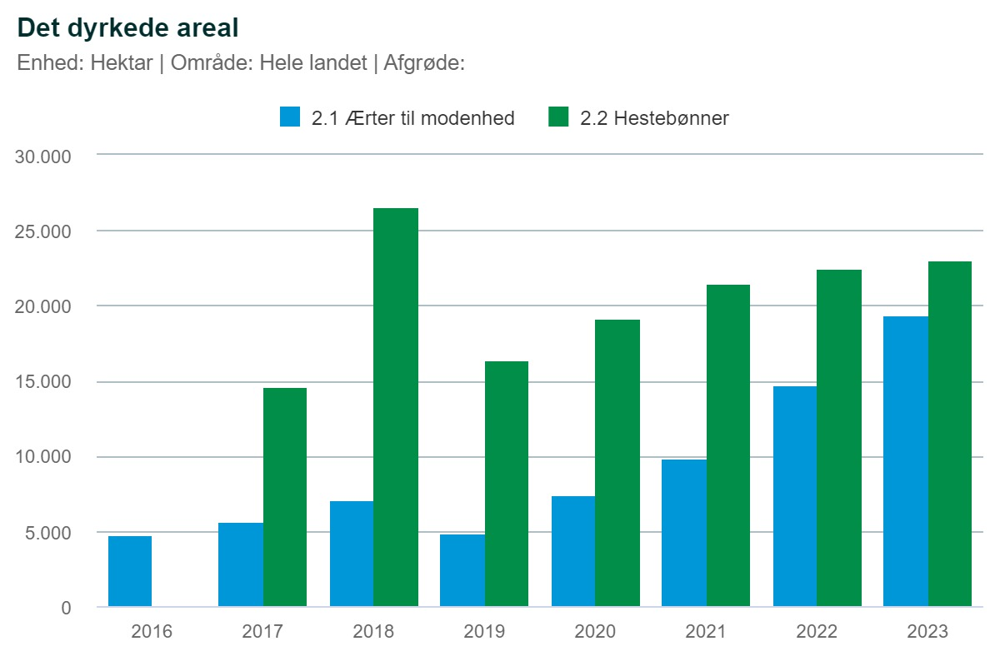 Det dyrkede areal
Enhed: Hektar | Område: Hele landet | Afgrøde:
2.1 Ærter til modenhed 2.2 Hestebønner
30.000
25.000
20.000
15.000
10.000
5.000
0
2016 2017 2018 2019 2020 2021 2022 2023